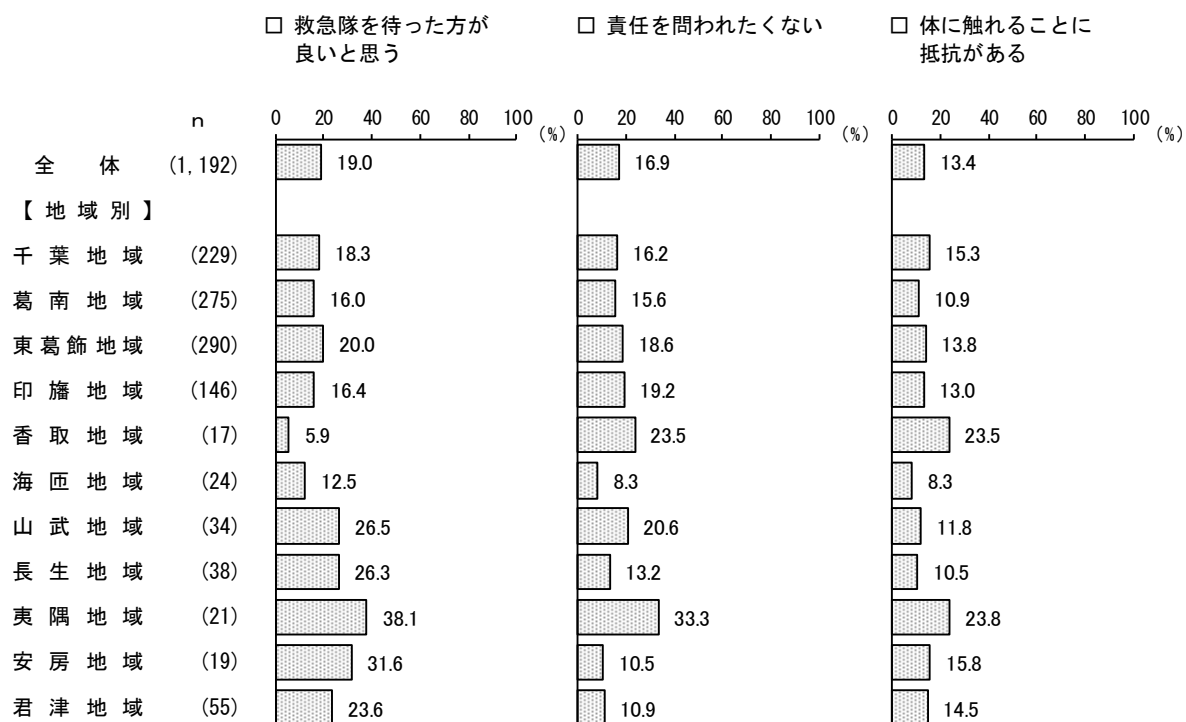 □ 救急隊を待った方が 良いと思う
□ 責任を問われたくない
□ 体に触れることに 抵抗がある
n 0 20 40 60 80 100 (%) 0 20 40 60 80 100 (%) 0 20 40 60 80 100 (%)
全体 (1,192) 19.0 16.9 13.4
【地域別】
千葉地域 (229) 18.3 16.2 15.3
葛南地域 (275) 16.0 15.6 10.9
東葛飾地域 (290) 20.0 18.6 13.8
印旛地域 (146) 16.4 19.2 13.0
香取地域 (17) 5.9 23.5 23.5
海匝地域 (24) 12.5 8.3 8.3
山武地域 (34) 26.5 20.6 11.8
長生地域 (38) 26.3 13.2 10.5
夷隅地域 (21) 38.1 33.3 23.8
安房地域 (19) 31.6 10.5 15.8
君津地域 (55) 23.6 10.9 14.5